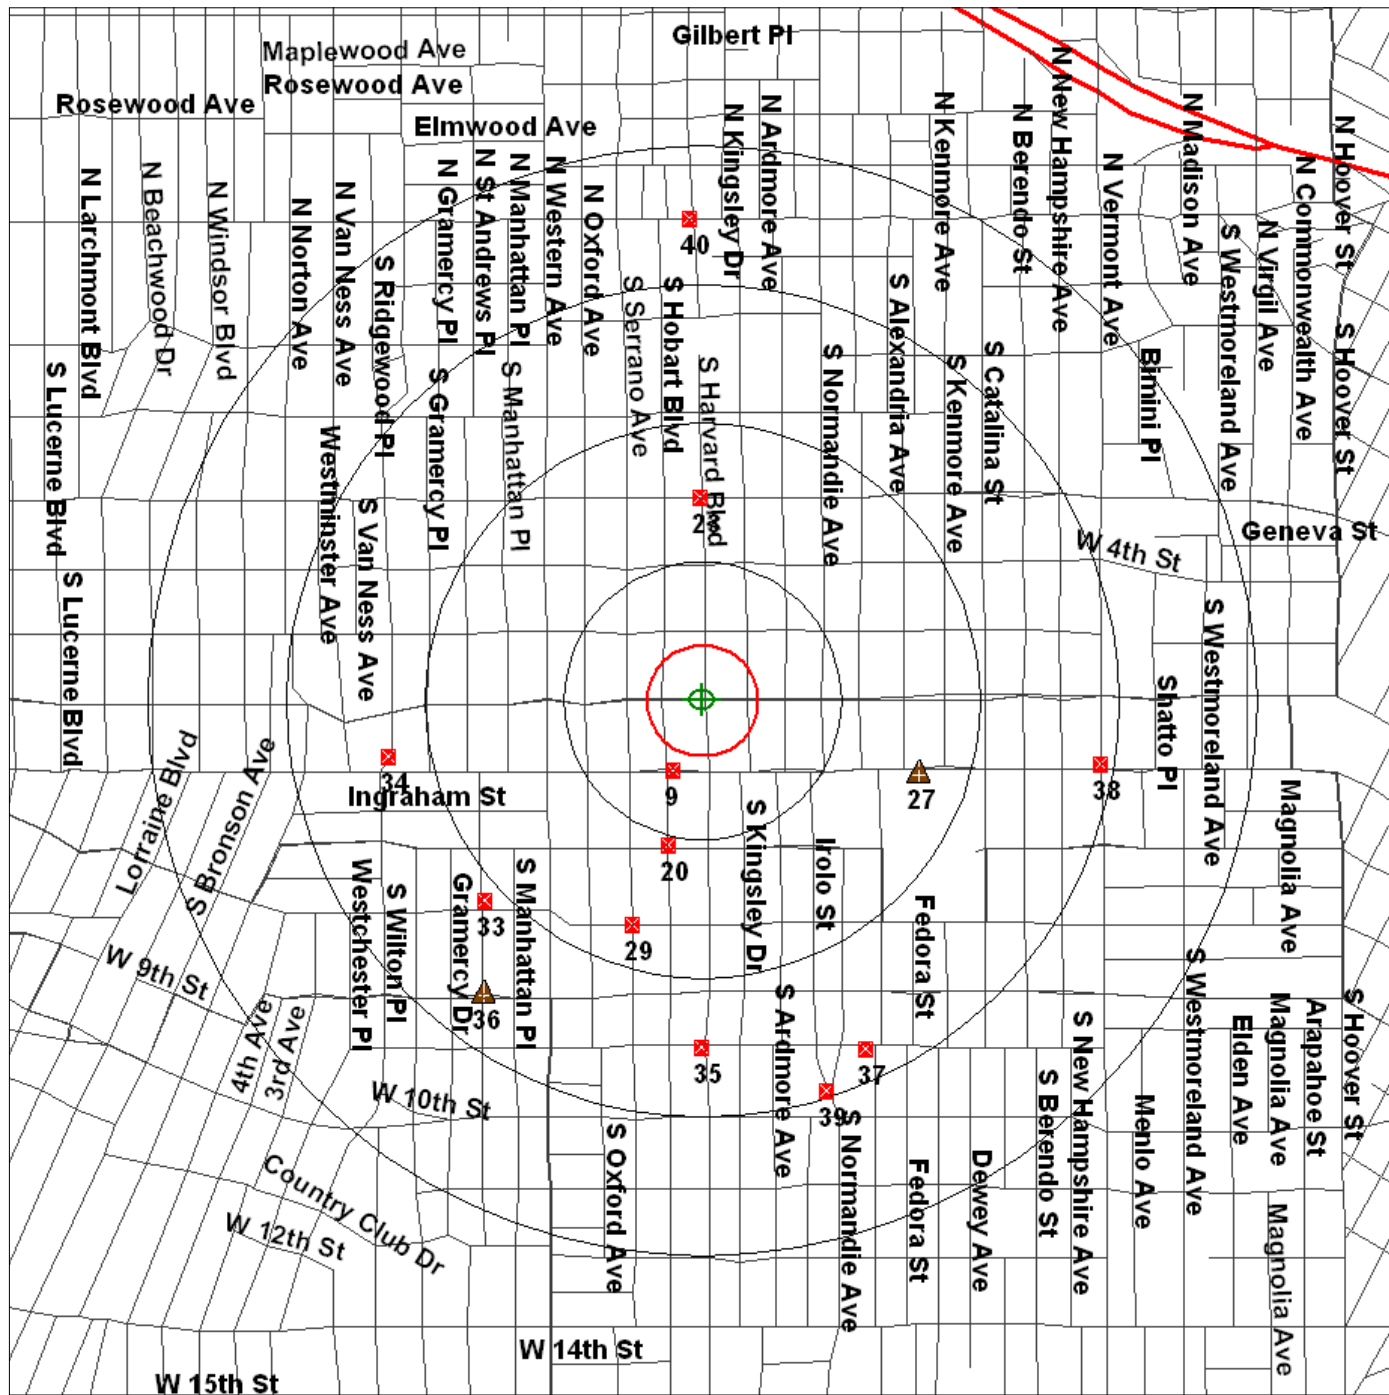 Gilbert Pl
Maplewood Ave
Rosewood Ave
Rosewood Ave
Elmwood Ave
N Larchmont Blvd
N Beachwood Dr
N Windsor Blvd
N Norton Ave
N Van Ness Ave
S Ridgewood Pl
N Gramercy Pl
N St Andrews Pl
N Manhattan Pl
N Western Ave
N Oxford Ave
S Serrano Ave
S Hobart Blvd
N Kingsley Dr
N Ardmore Ave
N Kenmore Ave
N Berendo St
N New Hampshire Ave
N Vermont Ave
N Madison Ave
S Westmoreland Ave
N Virgil Ave
N Commonwealth Ave
N Hoover St
40
S Lucerne Blvd
Westminster Ave
S Gramercy Pl
S Manhattan Pl
S Harvard Blvd
S Normandie Ave
S Alexandria Ave
S Kenmore Ave
S Catalina St
Bimini Pl
S Hoover St
S Van Ness Ave
Geneva St
W 4th St
S Lucerne Blvd
S Westmoreland Ave
Shatto Pl
Lorraine Blvd
S Bronson Ave
34
Ingraham St
9
27
38
Magnolia Ave
20
S Kingsley Dr
Irolo St
Westchester Pl
S Wilton Pl
Gramercy Dr
S Manhattan Pl
33
29
Fedora St
W 9th St
36
4th Ave
3rd Ave
S Ardmore Ave
S Westmoreland Ave
S New Hampshire Ave
Elden Ave
Magnolia Ave
Arapahoe St
S Hoover St
35
37
39
W 10th St
S Berendo St
Menlo Ave
S Oxford Ave
S Normandie Ave
Fedora St
Dewey Ave
Country Club Dr
W 12th St
Magnolia Ave
W 14th St
W 15th St